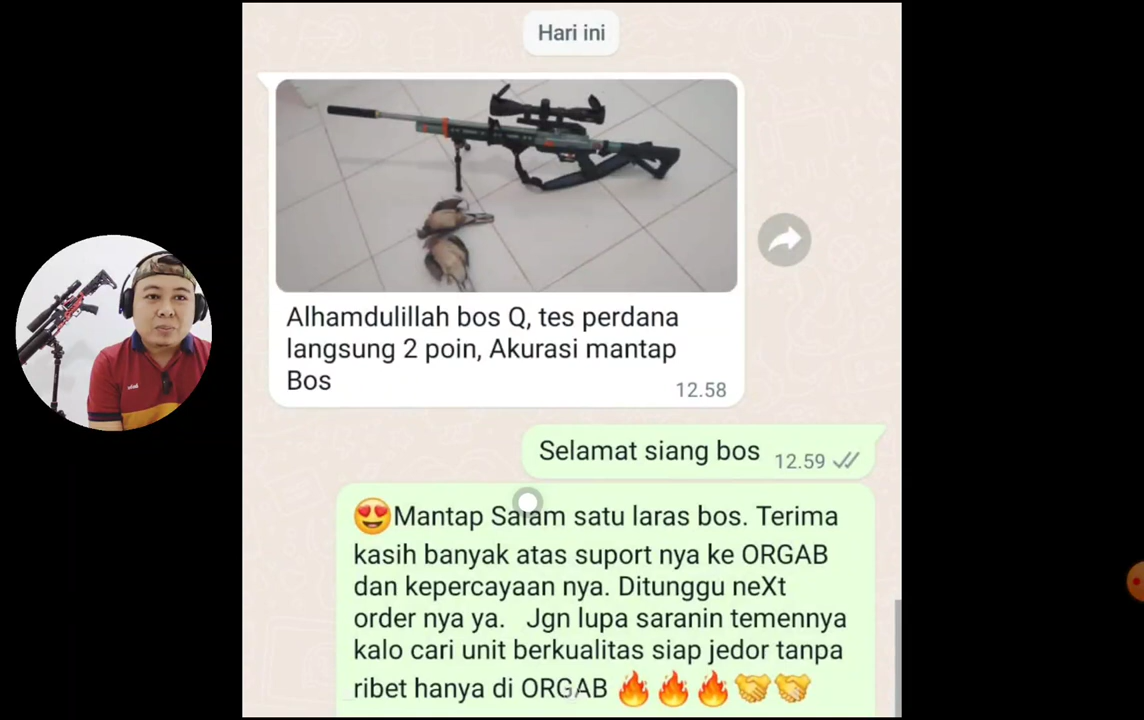 Hari ini
Alhamdulillah bos Q, tes perdana
langsung 2 poin, Akurasi mantap
Bos
12.58
Selamat siang bos
12.59
😍Mantap Salam satu laras bos. Terima
kasih banyak atas suport nya ke ORGAB
dan kepercayaan nya. Ditunggu neXt
order nya ya. Jgn lupa saranin temennya
kalo cari unit berkualitas siap jedor tanpa
ribet hanya di ORGAB 🔥🔥🔥🤝🤝